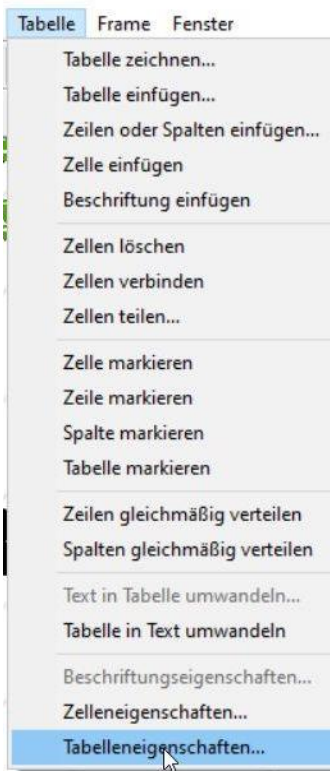 Tabelle Frame Fenster
Tabelle zeichnen...
Tabelle einfügen...
Zeilen oder Spalten einfügen...
Zelle einfügen
Beschriftung einfügen
Zellen löschen
Zellen verbinden
Zellen teilen...
Zelle markieren
Zeile markieren
Spalte markieren
Tabelle markieren
Zeilen gleichmäßig verteilen
Spalten gleichmäßig verteilen
Text in Tabelle umwandeln...
Tabelle in Text umwandeln
Beschriftungseigenschaften...
Zelleneigenschaften...
Tabelleneigenschaften...